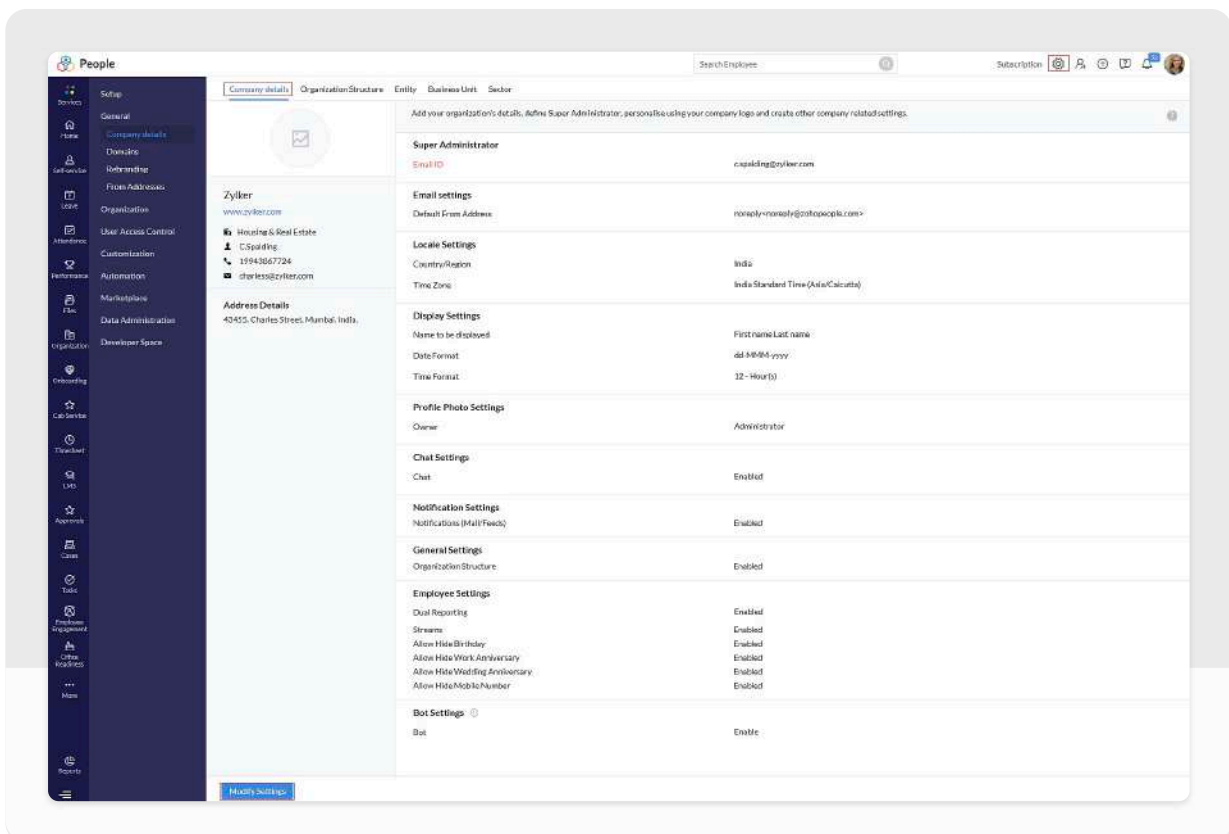 People
Search Employee
Subscription
Services
Home
Self-service
Leave
Attendance
Performance
Files
Organization
Onboarding
Cab Service
Timesheet
LMS
Approvals
Cases
Tasks
Employee
Engagement
Office
Readiness
More
Reports
Setup
General
Company details
Domains
Rebranding
From Addresses
Organization
User Access Control
Customization
Automation
Marketplace
Data Administration
Developer Space
Company details Organization Structure Entity Business Unit Sector
Zylker
www.zylker.com
Housing & Real Estate
C.Spalding
19943867724
charless@zylker.com
Address Details
43455, Charles Street, Mumbai, India.
Add your organization's details, define Super Administrator, personalise using your company logo and create other company related settings.
Super Administrator
Email ID c.spalding@zylker.com
Email settings
Default From Address noreply<noreply@zohopeople.com>
Locale Settings
Country/Region India
Time Zone India Standard Time (Asia/Calcutta)
Display Settings
Name to be displayed First name Last name
Date Format dd-MMM-yyyy
Time Format 12 - Hour(s)
Profile Photo Settings
Owner Administrator
Chat Settings
Chat Enabled
Notification Settings
Notifications (Mail/Feeds) Enabled
General Settings
Organization Structure Enabled
Employee Settings
Dual Reporting Enabled
Streams Enabled
Allow Hide Birthday Enabled
Allow Hide Work Anniversary Enabled
Allow Hide Wedding Anniversary Enabled
Allow Hide Mobile Number Enabled
Bot Settings
Bot Enable
Modify Settings